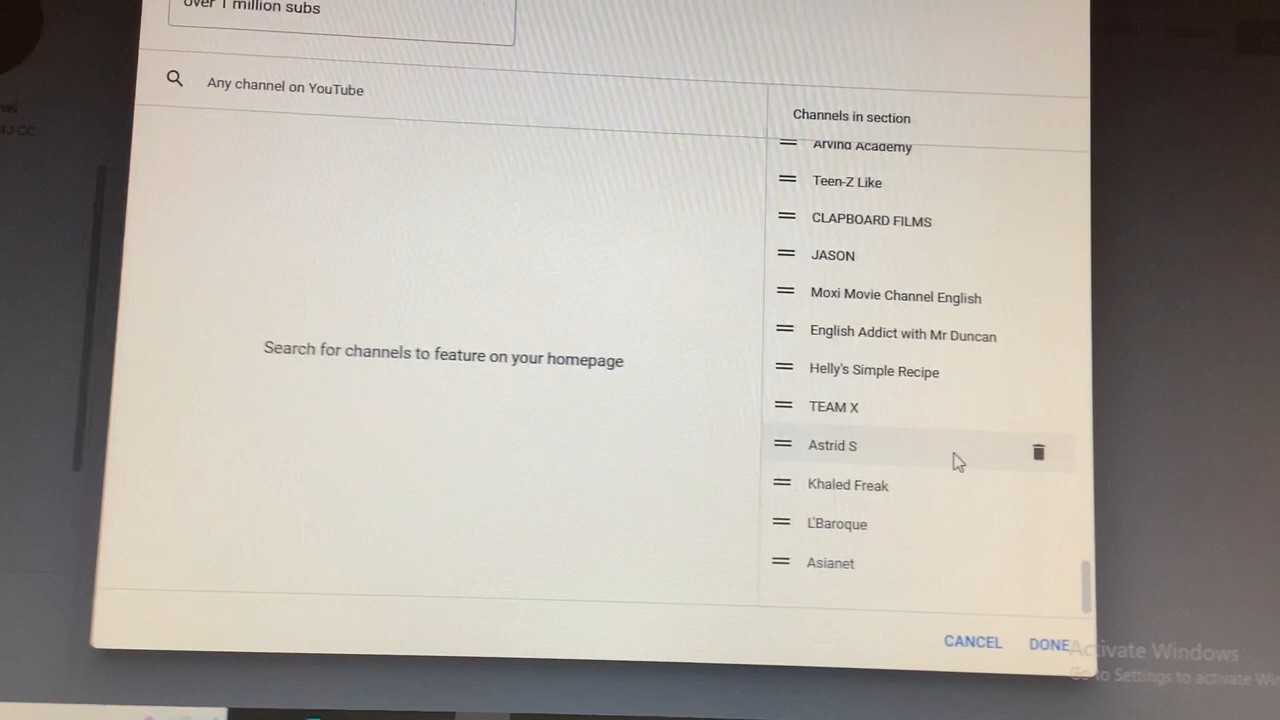 over 1 million subs
Any channel on YouTube
Channels in section
Arvind Academy
Teen-Z Like
CLAPBOARD FILMS
JASON
Moxi Movie Channel English
English Addict with Mr Duncan
Search for channels to feature on your homepage
Helly's Simple Recipe
TEAM X
Astrid S
Khaled Freak
L'Baroque
Asianet
CANCEL
DONE
Activate Windows
Go to Settings to activate